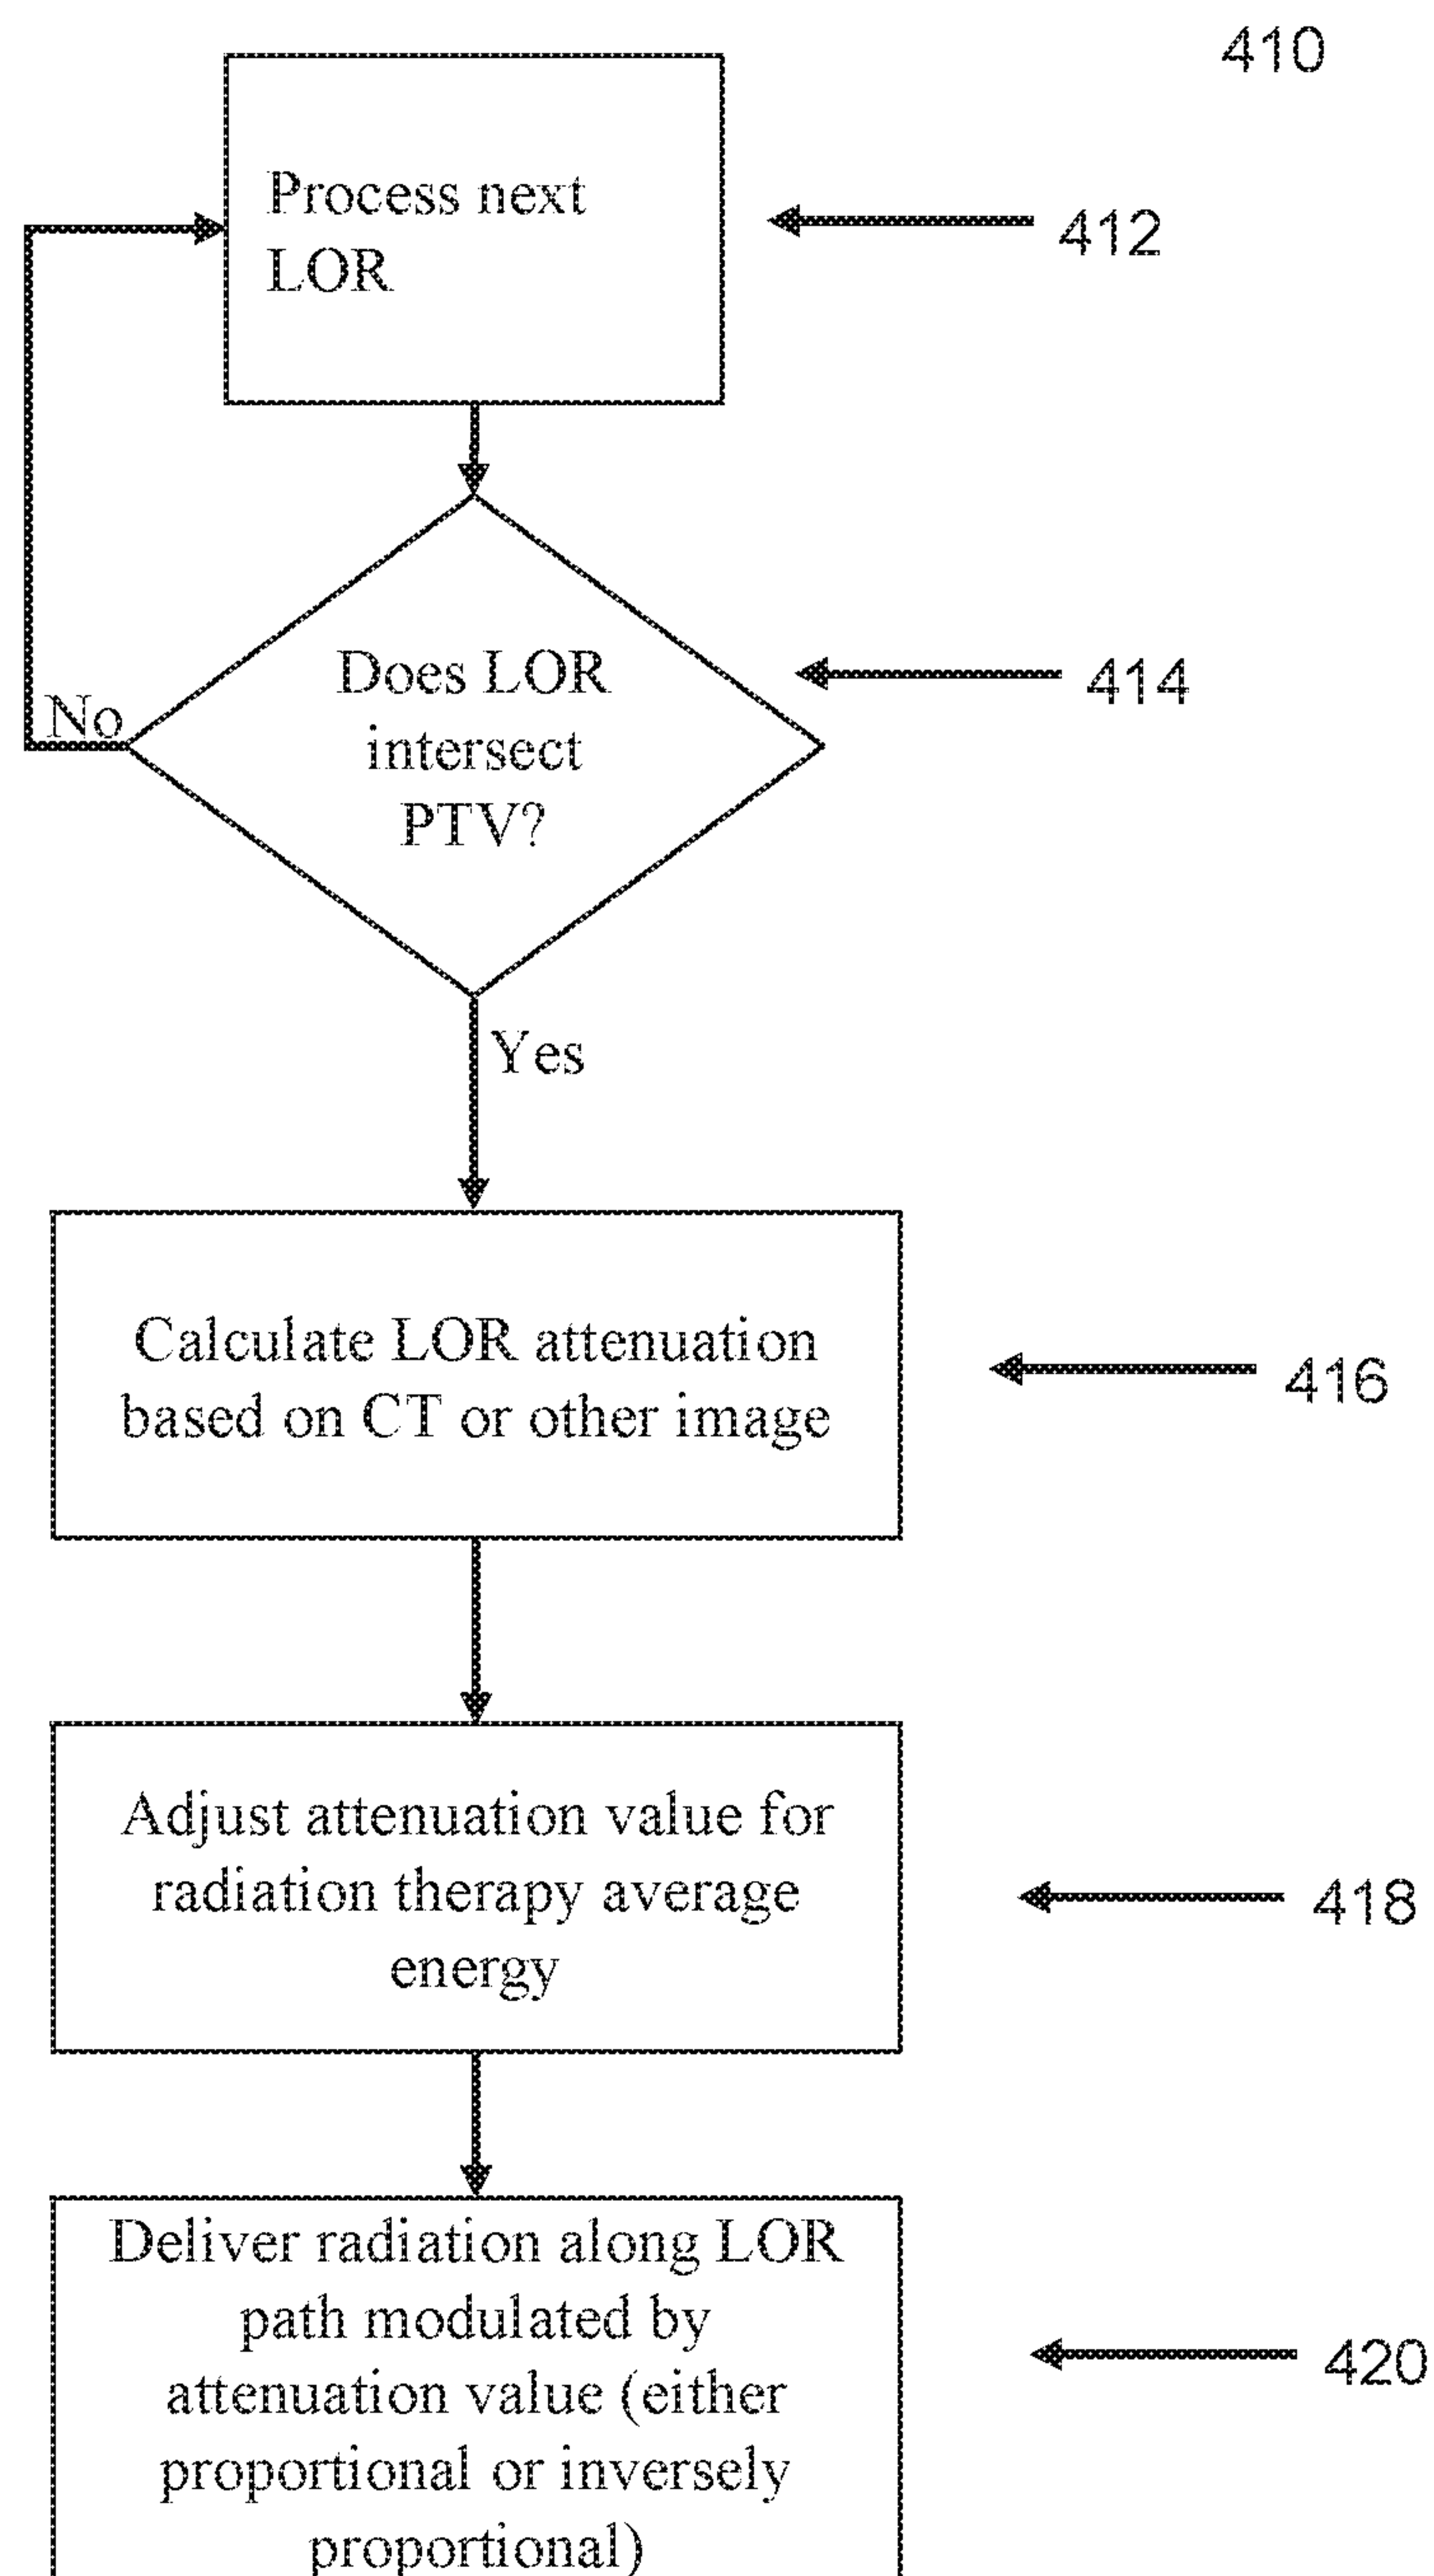 410
Process next
LOR
412
Does LOR
intersect
PTV?
414
No
Yes
Calculate LOR attenuation
based on CT or other image
416
Adjust attenuation value for
radiation therapy average
energy
418
Deliver radiation along LOR
path modulated by
attenuation value (either
proportional or inversely
proportional)
420